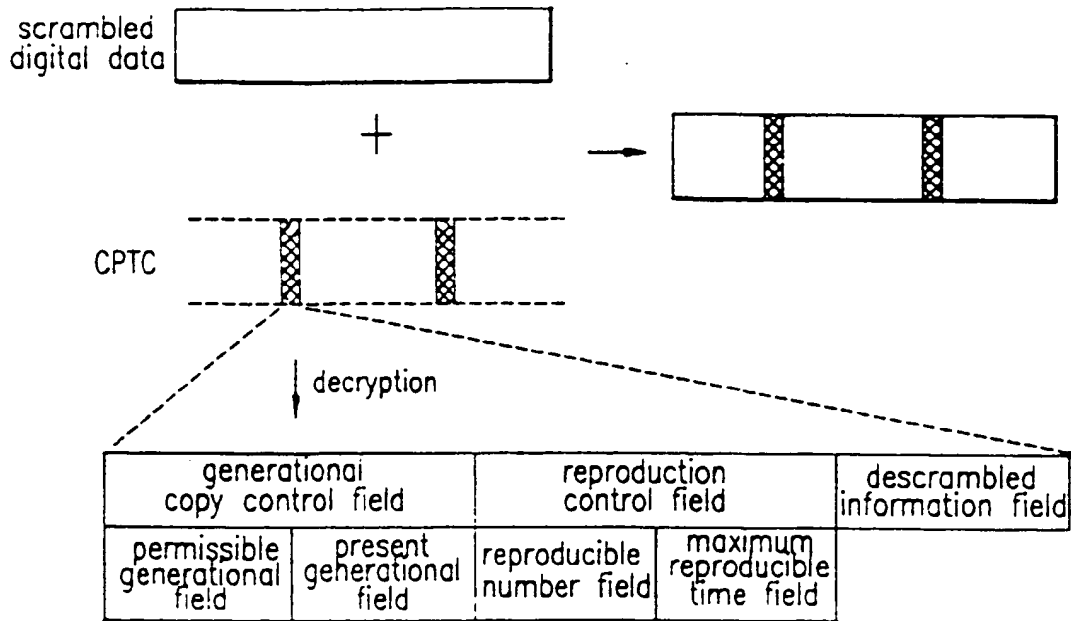 scrambled
digital data
+
CPTC
decryption
generational
copy control field
reproduction
control field
descrambled
information field
permissible
generational
field
present
generational
field
reproducible
number field
maximum
reproducible
time field